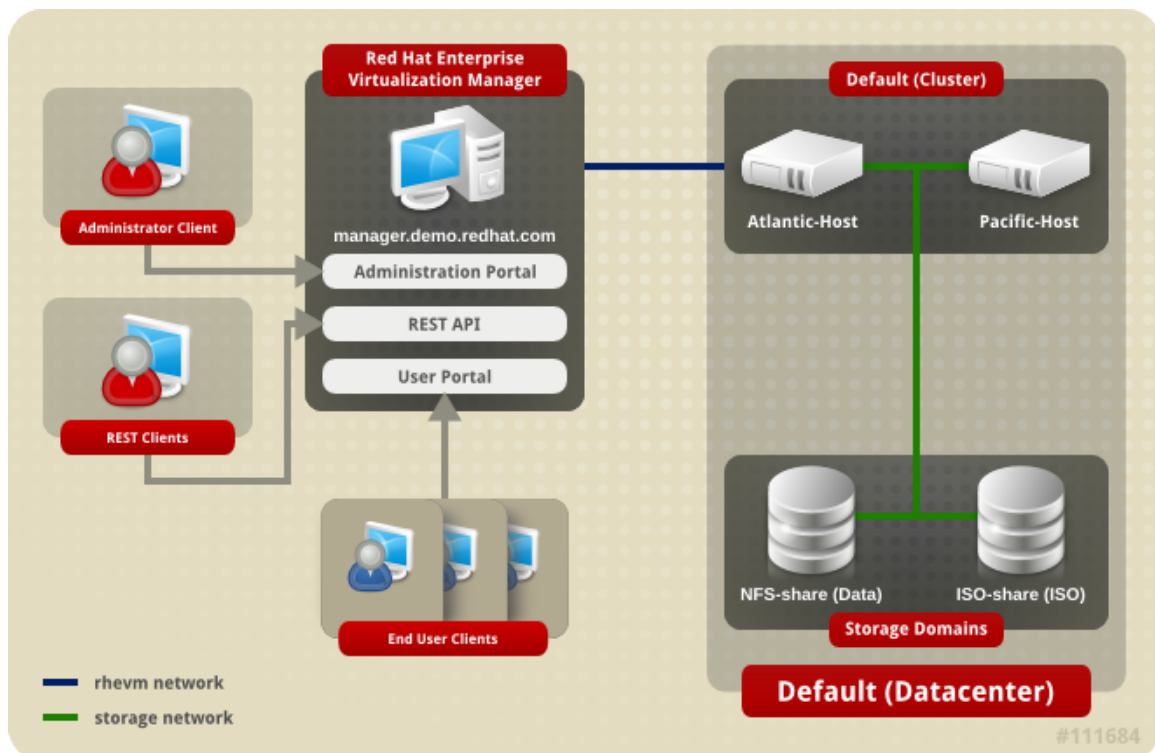 Red Hat Enterprise
Virtualization Manager
Default (Cluster)
Administrator Client
manager.demo.redhat.com
Atlantic-Host
Pacific-Host
Administration Portal
REST API
User Portal
REST Clients
End User Clients
NFS-share (Data)
ISO-share (ISO)
Storage Domains
Default (Datacenter)
rhevm network
storage network
#111684